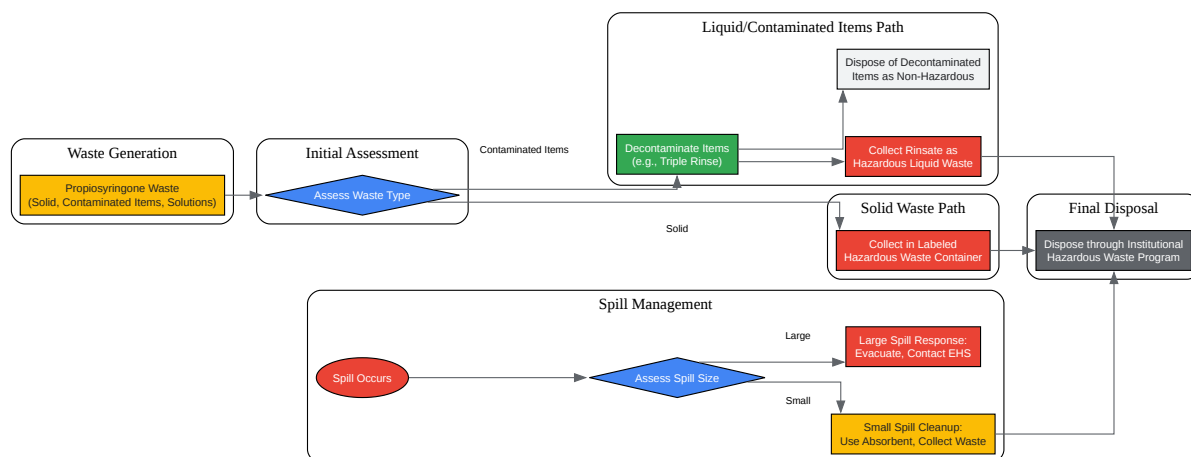 Liquid/Contaminated Items Path
Dispose of Decontaminated
Items as Non-Hazardous
Waste Generation
Initial Assessment
Contaminated Items
Decontaminate Items
(e.g., Triple Rinse)
Collect Rinsate as
Hazardous Liquid Waste
Propiosyringone Waste
(Solid, Contaminated Items, Solutions)
Assess Waste Type
Solid
Solid Waste Path
Collect in Labeled
Hazardous Waste Container
Final Disposal
Dispose through Institutional
Hazardous Waste Program
Spill Management
Spill Occurs
Assess Spill Size
Large
Large Spill Response:
Evacuate, Contact EHS
Small
Small Spill Cleanup:
Use Absorbent, Collect Waste